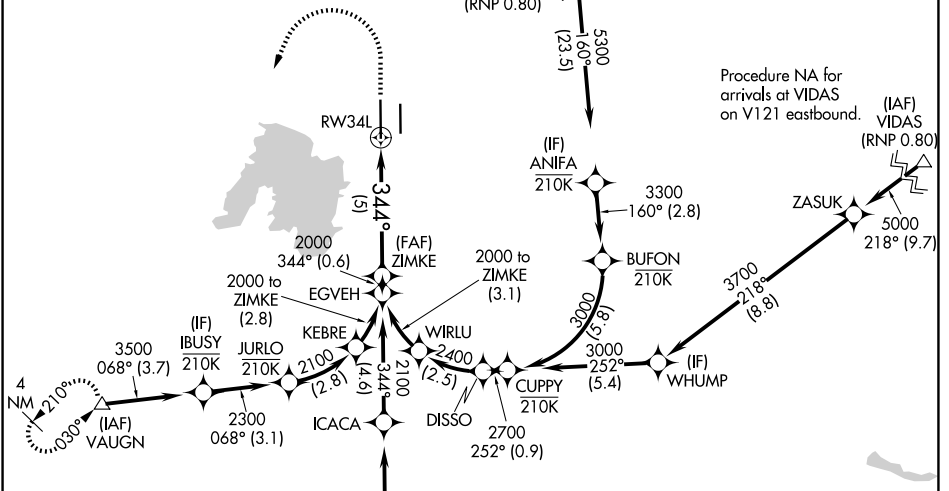 (RNP 0.80)
5300
160°
(23.5)
Procedure NA for
arrivals at VIDAS
on V121 eastbound.
(IAF)
VIDAS
(RNP 0.80)
RW34L
(IF)
ANIFA
210K
344°
(5)
3300
160° (2.8)
ZASUK
5000
218° (9.7)
2000
344° (0.6)
(FAF)
ZIMKE
2000 to
ZIMKE
(3.1)
BUFON
210K
EGVEH
2000 to
ZIMKE
(2.8)
3700
218°
(8.8)
3000
(5.8)
KEBRE
WIRLU
(IF)
IBUSY
210K
JURLO
210K
3500
068° (3.7)
2100
(2.8)
344°
(4.6)
2100
2400
(2.5)
3000
252°
(5.4)
(IF)
WHUMP
CUPPY
210K
4
NM
210°
030°
(IAF)
VAUGN
2300
068° (3.1)
ICACA
DISSO
2700
252° (0.9)